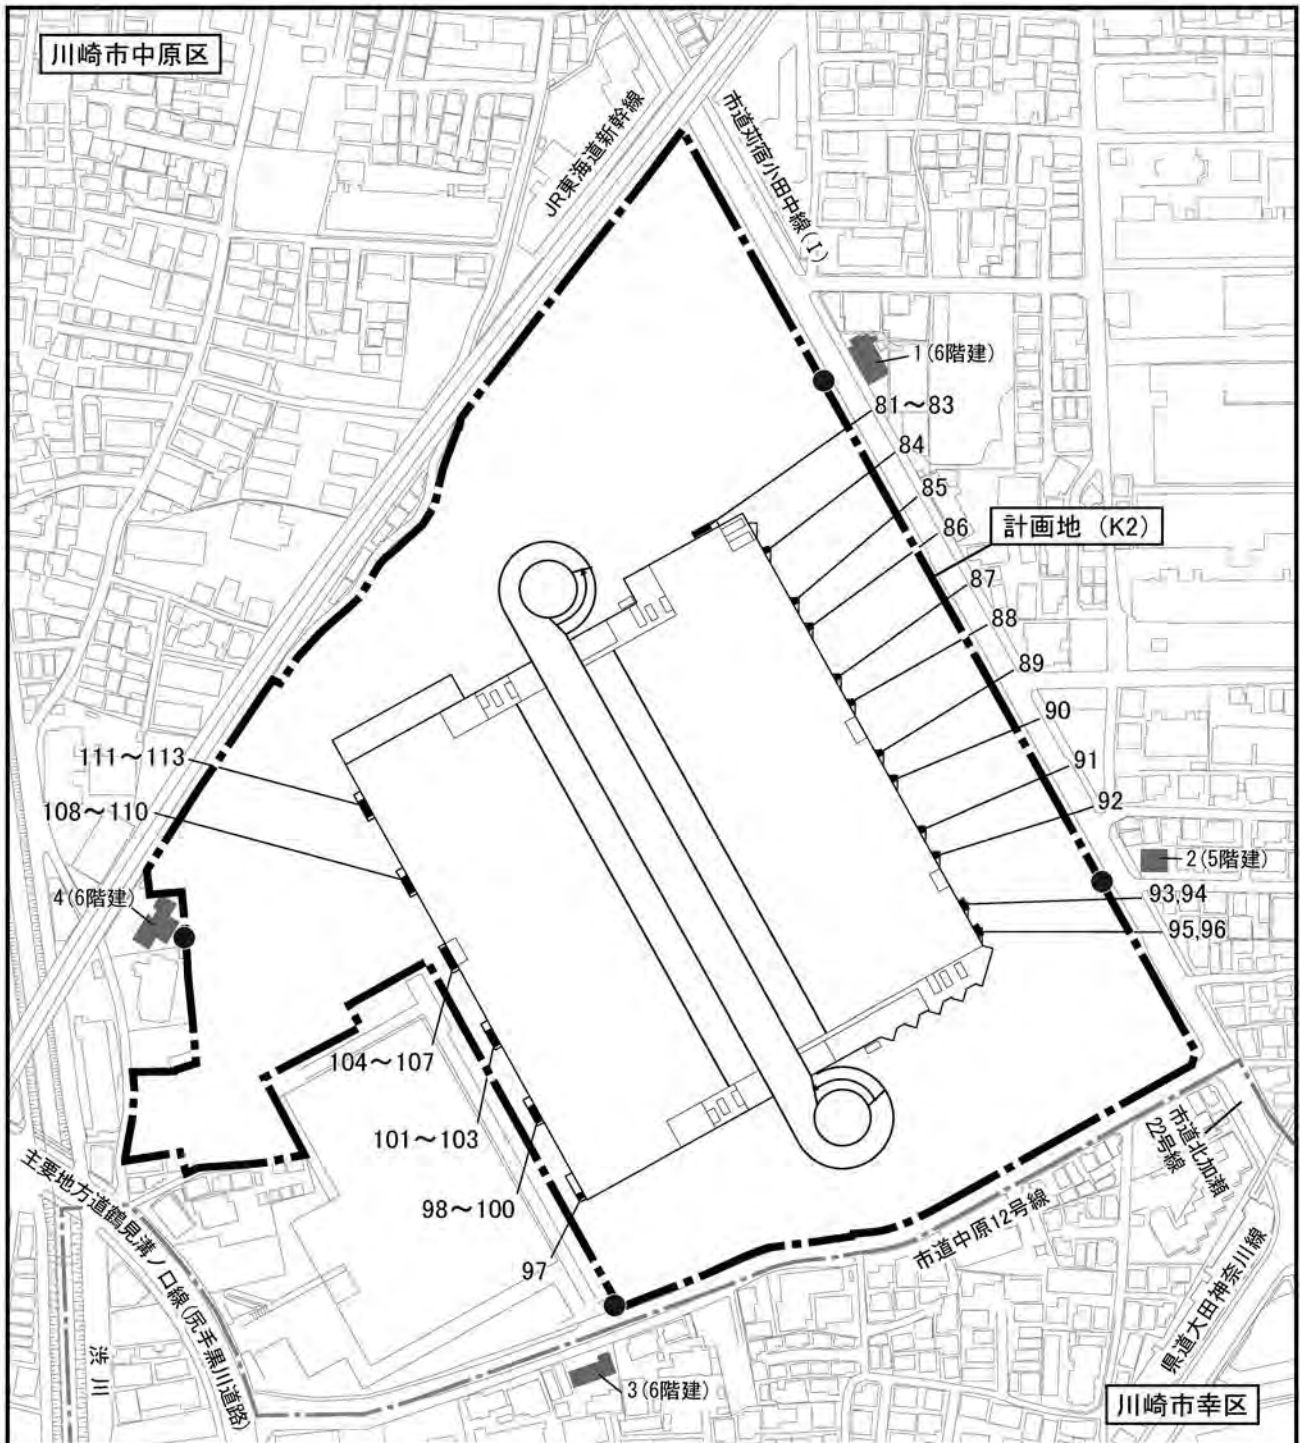 川崎市中原区
JR東海道新幹線
市道苅宿小田中線(Ⅰ)
1(6階建)
81～83
84
85
86
計画地（K2）
87
88
89
90
91
92
2(5階建)
93,94
95,96
111～113
108～110
4(6階建)
104～107
101～103
98～100
97
市道北加瀬
22号線
市道中原12号線
主要地方道鶴見溝ノ口線(尻手黒川道路)
県道大田神奈川線
渋川
3(6階建)
川崎市幸区